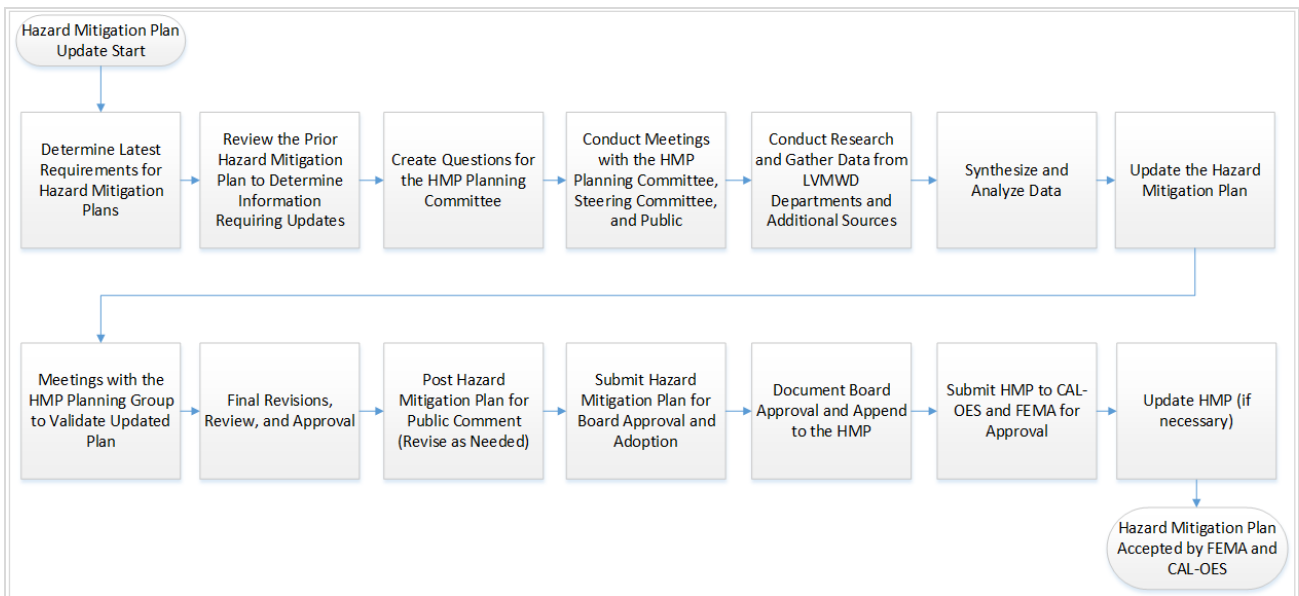 Hazard Mitigation Plan
Update Start
Determine Latest
Requirements for
Hazard Mitigation
Plans
Review the Prior
Hazard Mitigation
Plan to Determine
Information
Requiring Updates
Create Questions for
the HMP Planning
Committee
Conduct Meetings
with the HMP
Planning Committee,
Steering Committee,
and Public
Conduct Research
and Gather Data from
LVMWD
Departments and
Additional Sources
Synthesize and
Analyze Data
Update the Hazard
Mitigation Plan
Meetings with the
HMP Planning Group
to Validate Updated
Plan
Final Revisions,
Review, and Approval
Post Hazard
Mitigation Plan for
Public Comment
(Revise as Needed)
Submit Hazard
Mitigation Plan for
Board Approval and
Adoption
Document Board
Approval and Append
to the HMP
Submit HMP to CAL-
OES and FEMA for
Approval
Update HMP (if
necessary)
Hazard Mitigation Plan
Accepted by FEMA and
CAL-OES